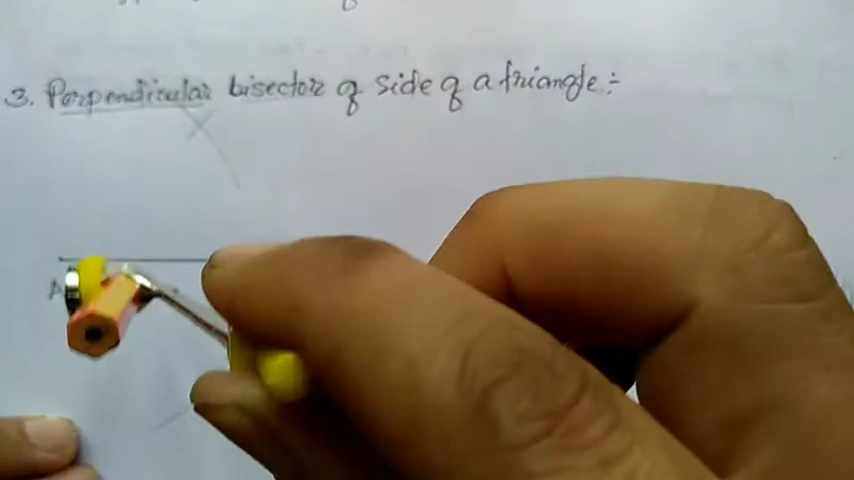 3. Perpendicular bisector of side of a triangle:-
A